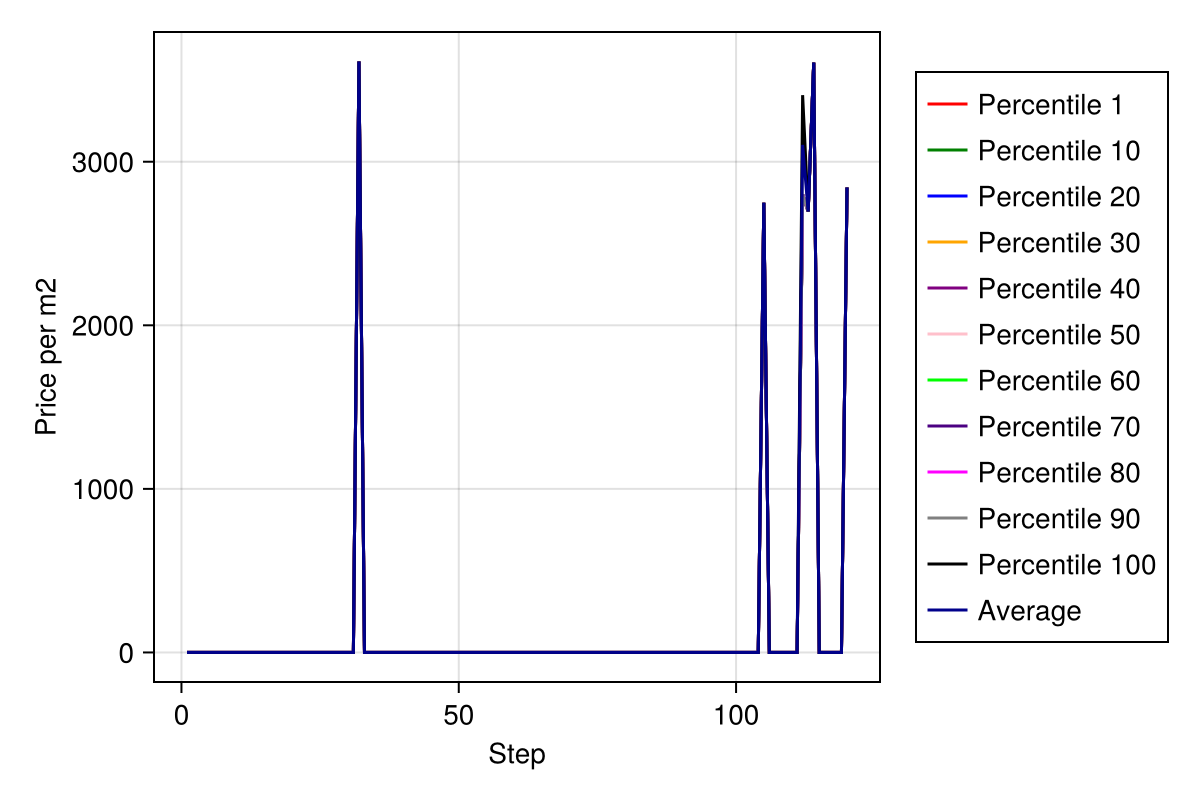 Price per m2
3000
2000
1000
0
0
50
100
Step
Percentile 1
Percentile 10
Percentile 20
Percentile 30
Percentile 40
Percentile 50
Percentile 60
Percentile 70
Percentile 80
Percentile 90
Percentile 100
Average